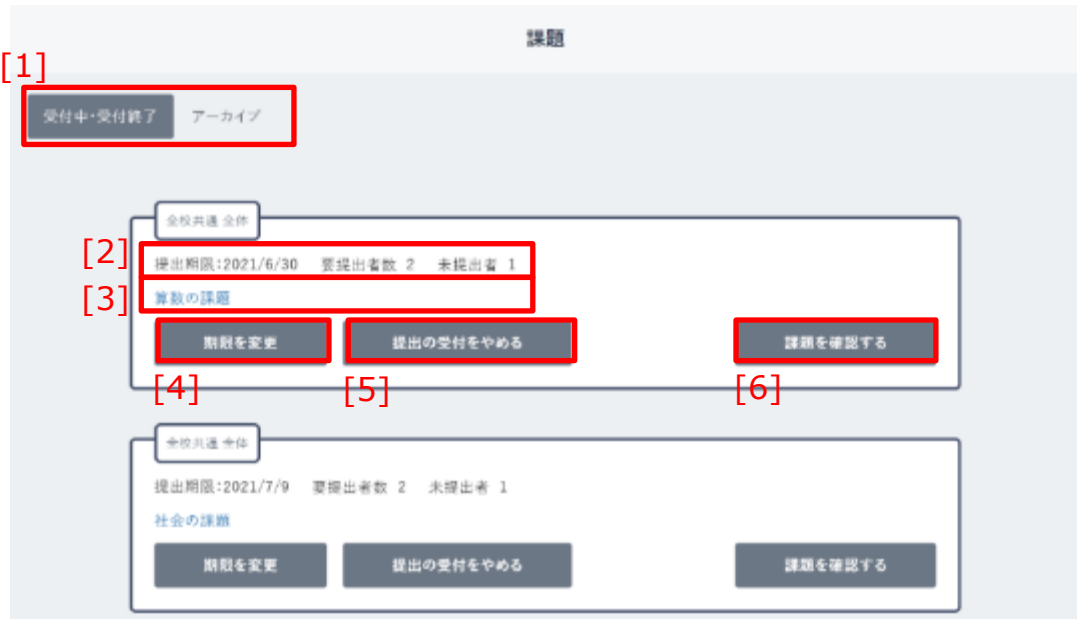 課題
[1]
受付中・受付終了 アーカイブ
全校共通 全体
[2] 提出期限:2021/6/30 要提出者数 2 未提出者 1
[3] 算数の課題
期限を変更 提出の受付をやめる 課題を確認する
[4] [5] [6]
全校共通 全体
提出期限:2021/7/9 要提出者数 2 未提出者 1
社会の課題
期限を変更 提出の受付をやめる 課題を確認する